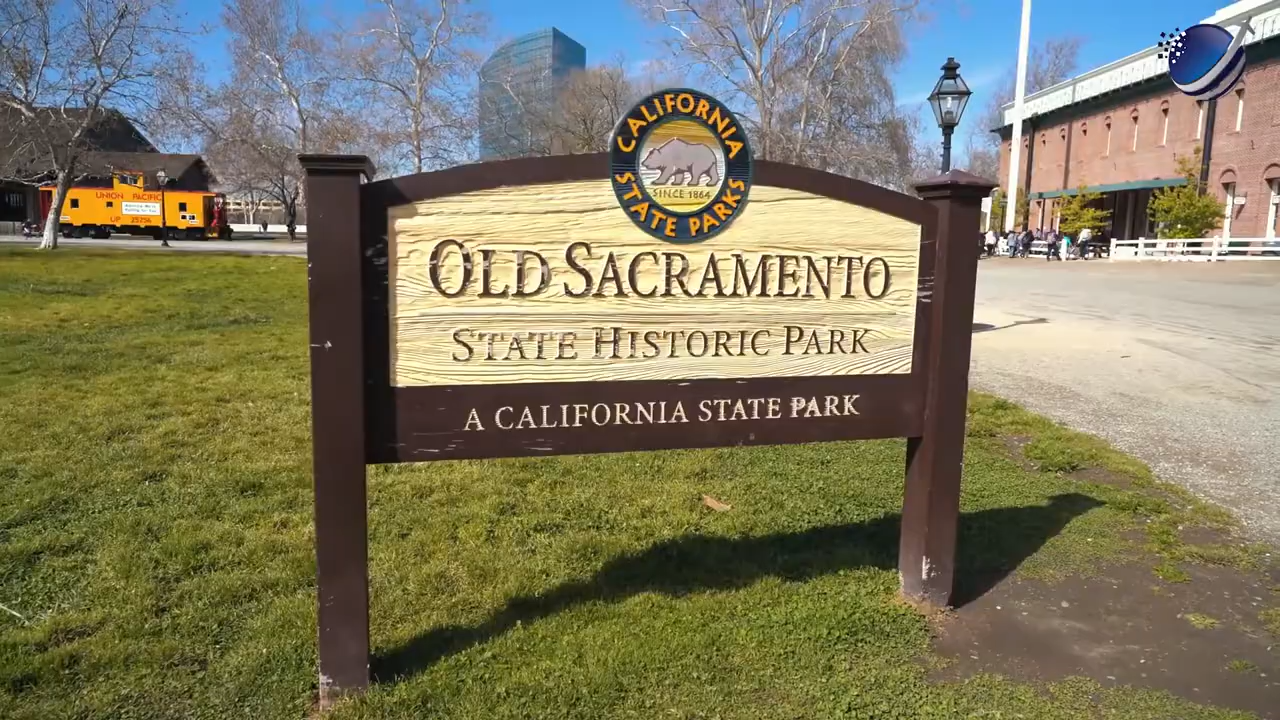 CALIFORNIA
SINCE 1864
STATE PARKS
OLD SACRAMENTO
STATE HISTORIC PARK
A CALIFORNIA STATE PARK
UNION PACIFIC